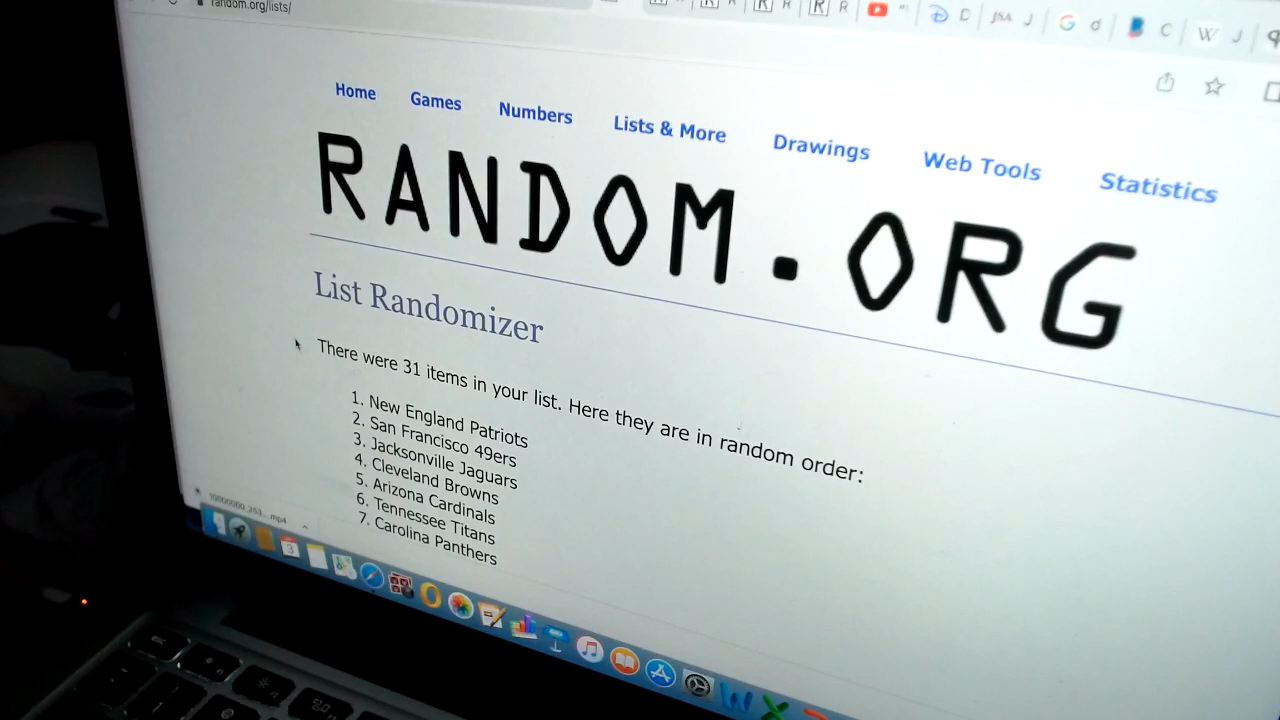 random.org/lists/
Home Games Numbers Lists & More Drawings Web Tools Statistics
RANDOM.ORG
List Randomizer
There were 31 items in your list. Here they are in random order:
1. New England Patriots
2. San Francisco 49ers
3. Jacksonville Jaguars
4. Cleveland Browns
5. Arizona Cardinals
6. Tennessee Titans
7. Carolina Panthers